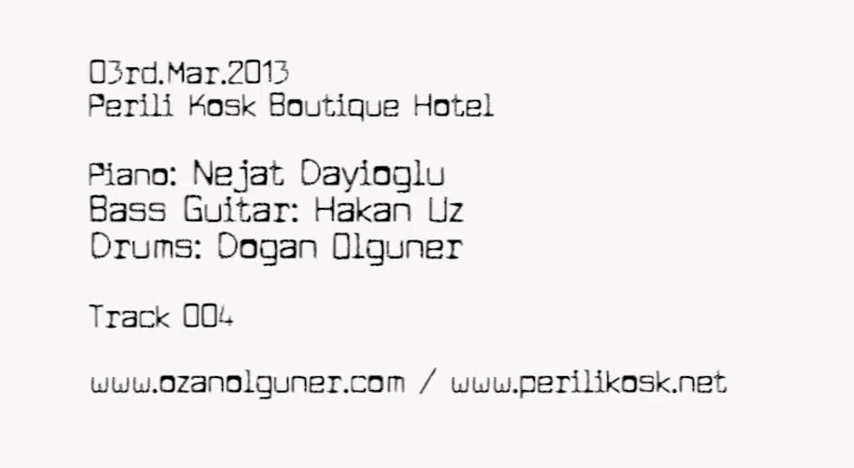 03rd.Mar.2013
Perili Kosk Boutique Hotel
Piano: Nejat Dayioglu
Bass Guitar: Hakan Uz
Drums: Dogan Olguner
Track 004
www.ozanolguner.com / www.perilikosk.net